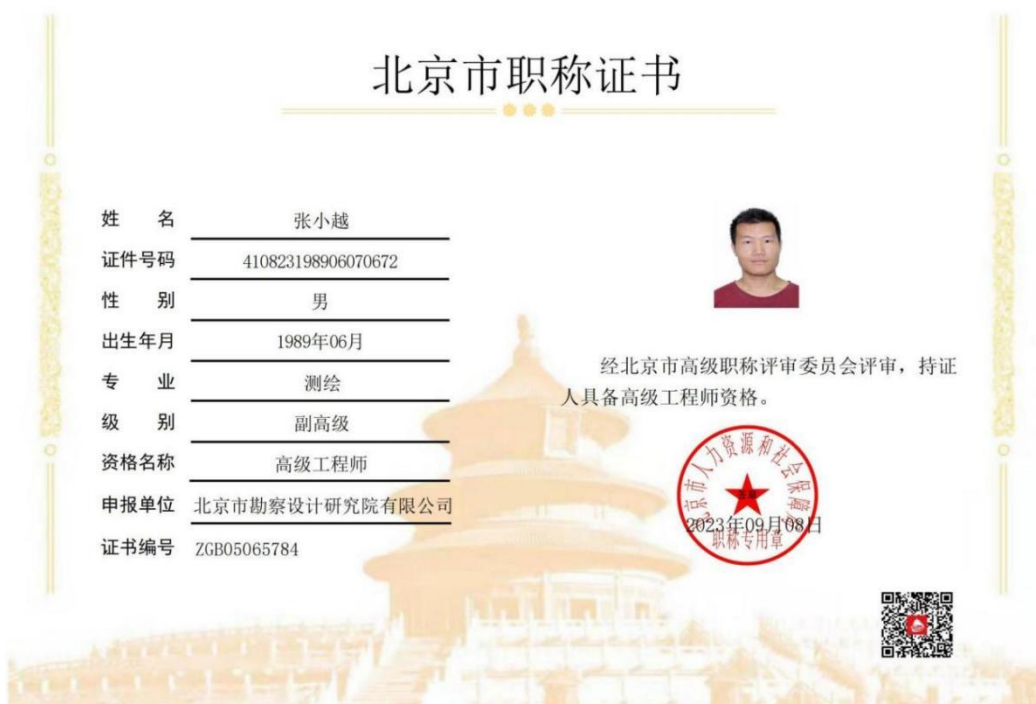 北京市职称证书
姓 名 张小越
证件号码 410823198906070672
性 别 男
出生年月 1989年06月
专 业 测绘
级 别 副高级
资格名称 高级工程师
申报单位 北京市勘察设计研究院有限公司
证书编号 ZGB05065784
经北京市高级职称评审委员会评审，持证
人具备高级工程师资格。
北京市人力资源和社会保障局
2023年09月08日
职称专用章